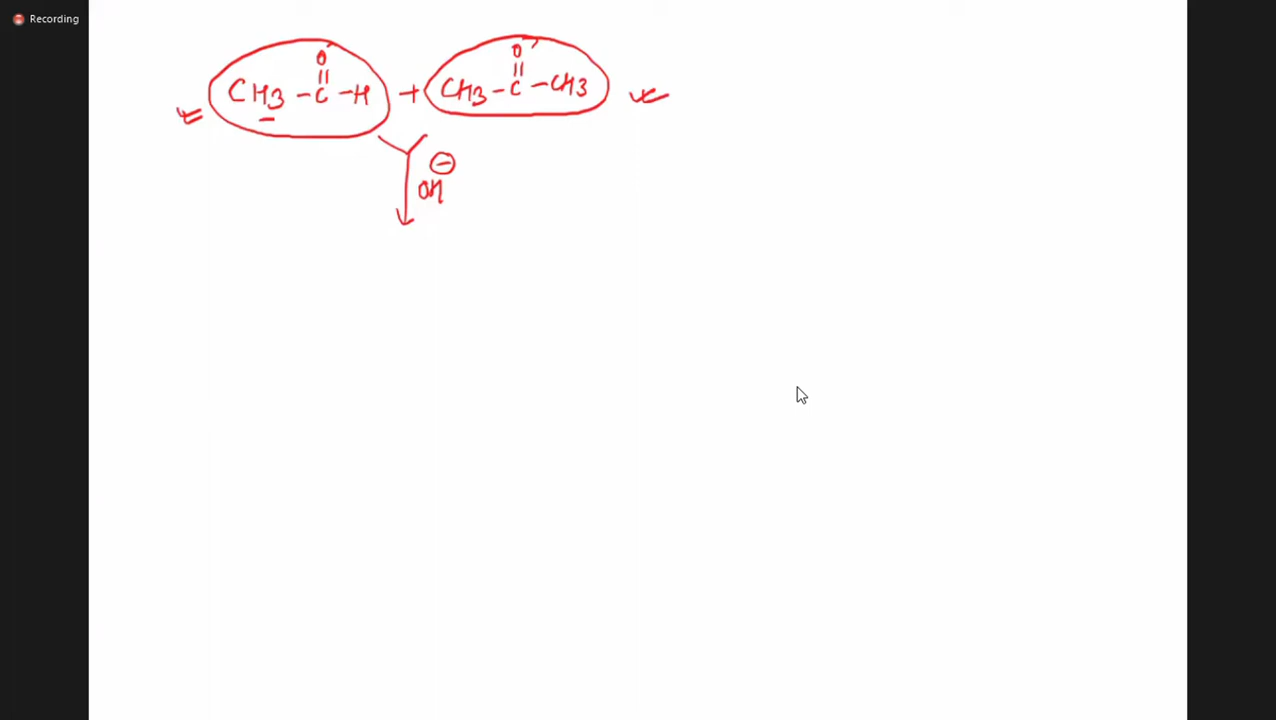 Recording
O O
|| ||
CH3 - C - H + CH3 - C - CH3
⊖
OH